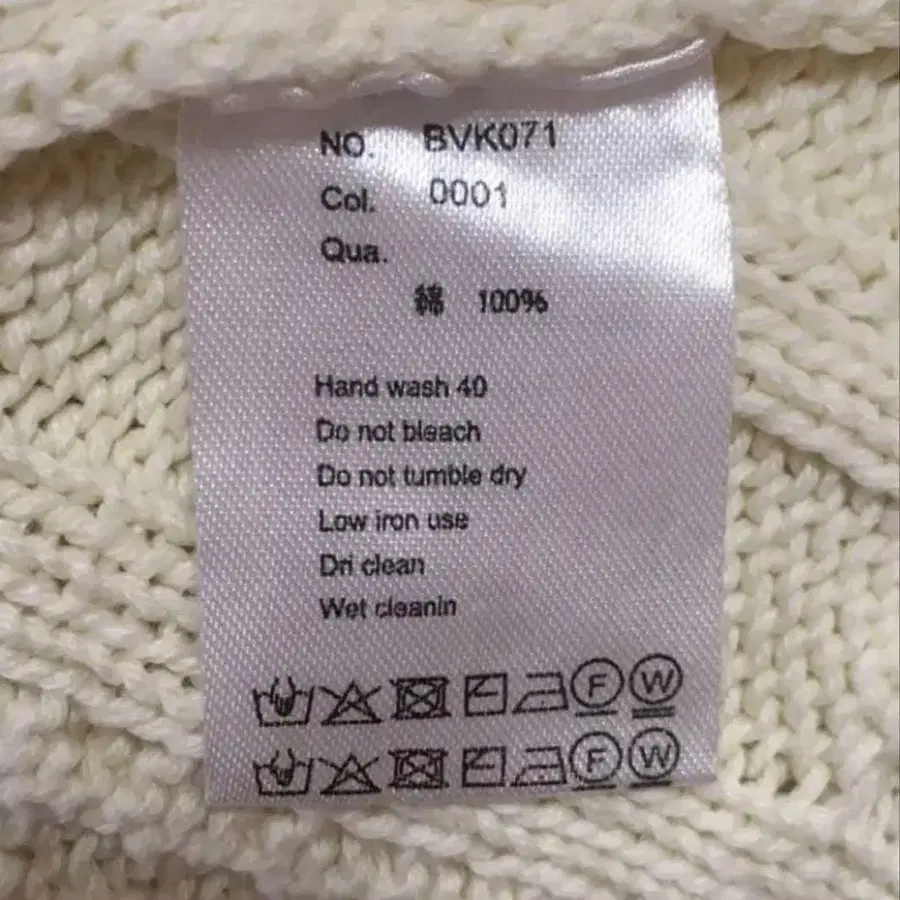 NO. BVK071
Col. 0001
Qua.
綿 100%
Hand wash 40
Do not bleach
Do not tumble dry
Low iron use
Dri clean
Wet cleanin
F W
F W